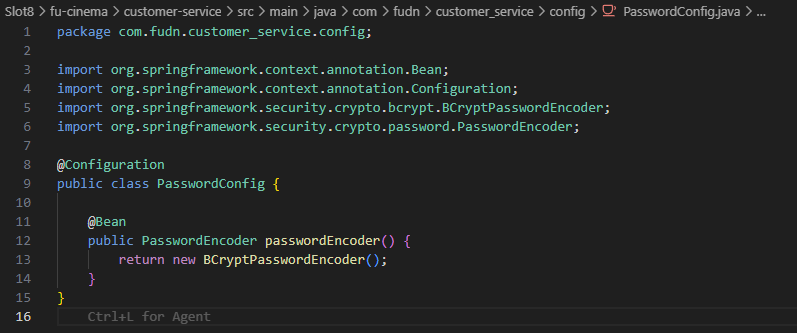 Slot8 > fu-cinema > customer-service > src > main > java > com > fudn > customer_service > config > PasswordConfig.java > ...
1 package com.fudn.customer_service.config;
2
3 import org.springframework.context.annotation.Bean;
4 import org.springframework.context.annotation.Configuration;
5 import org.springframework.security.crypto.bcrypt.BCryptPasswordEncoder;
6 import org.springframework.security.crypto.password.PasswordEncoder;
7
8 @Configuration
9 public class PasswordConfig {
10
11     @Bean
12     public PasswordEncoder passwordEncoder() {
13         return new BCryptPasswordEncoder();
14     }
15 }
16     Ctrl+L for Agent